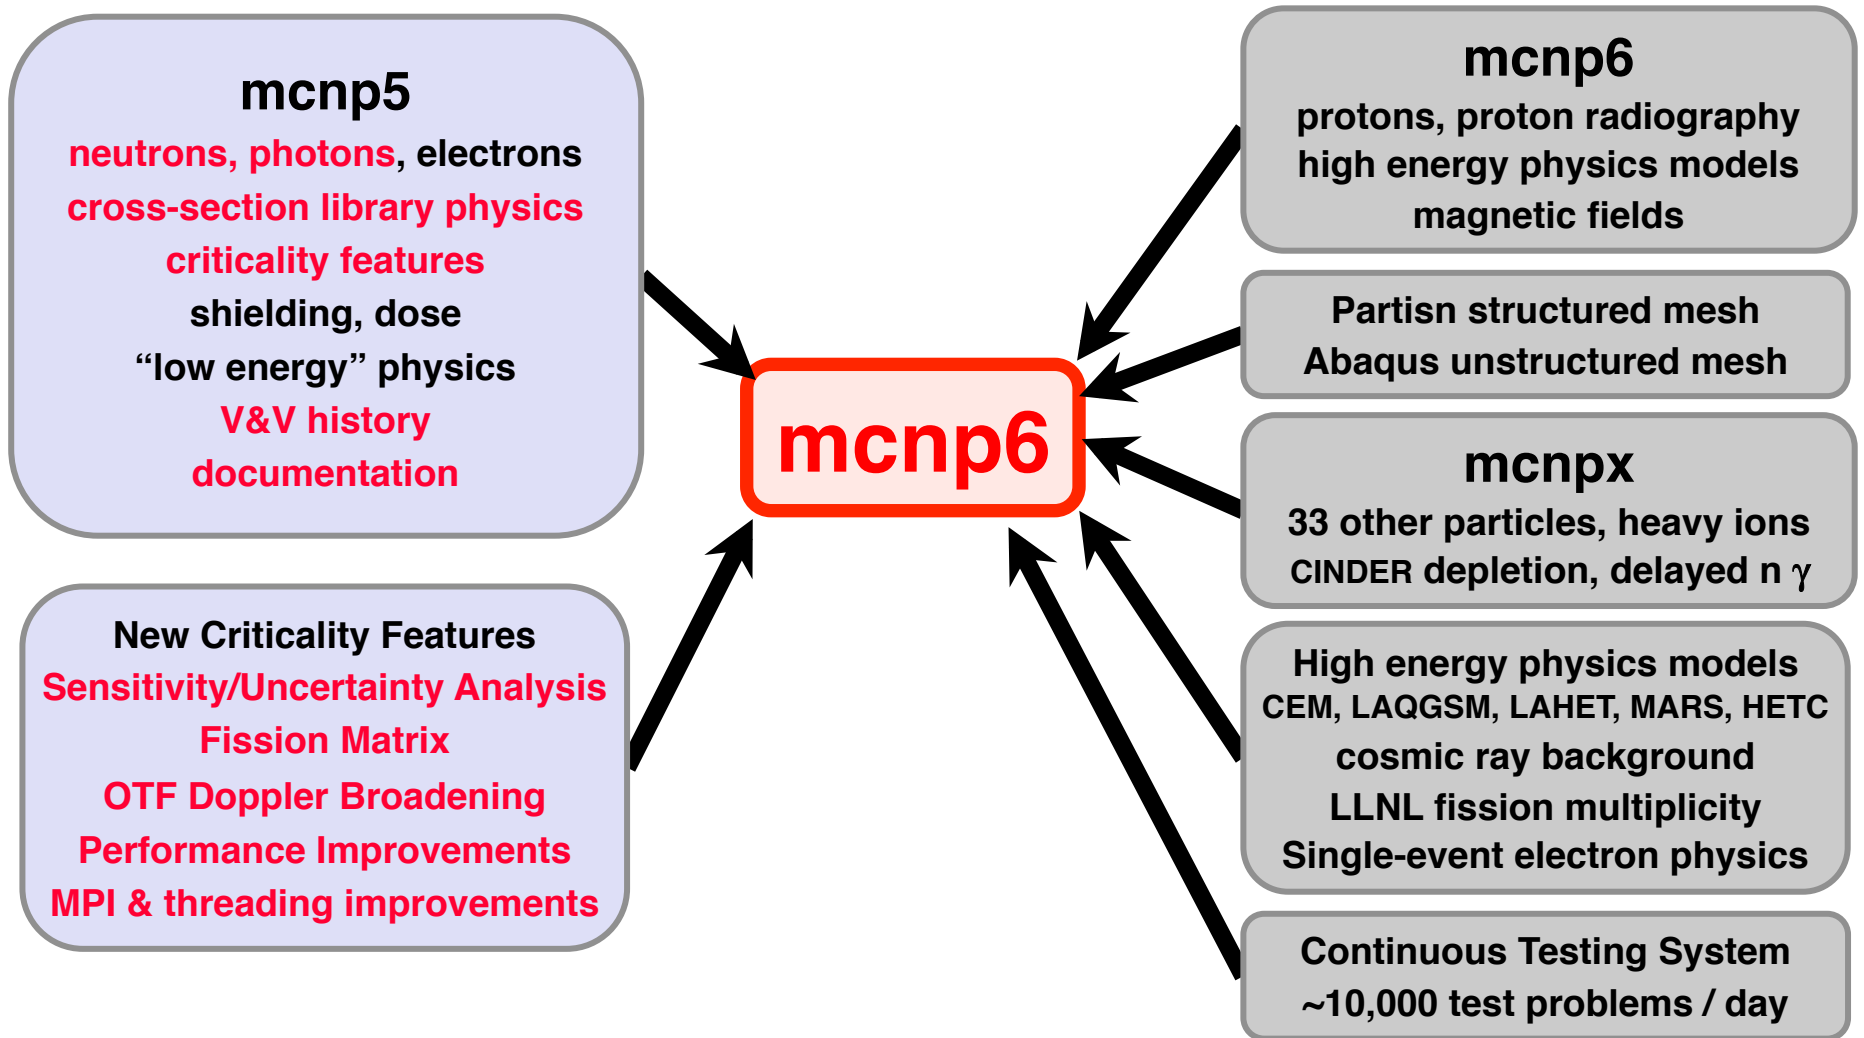 mcnp5
neutrons, photons, electrons
cross-section library physics
criticality features
shielding, dose
“low energy” physics
V&V history
documentation
New Criticality Features
Sensitivity/Uncertainty Analysis
Fission Matrix
OTF Doppler Broadening
Performance Improvements
MPI & threading improvements
mcnp6
mcnp6
protons, proton radiography
high energy physics models
magnetic fields
Partisn structured mesh
Abaqus unstructured mesh
mcnpx
33 other particles, heavy ions
CINDER depletion, delayed n γ
High energy physics models
CEM, LAQGSM, LAHET, MARS, HETC
cosmic ray background
LLNL fission multiplicity
Single-event electron physics
Continuous Testing System
~10,000 test problems / day